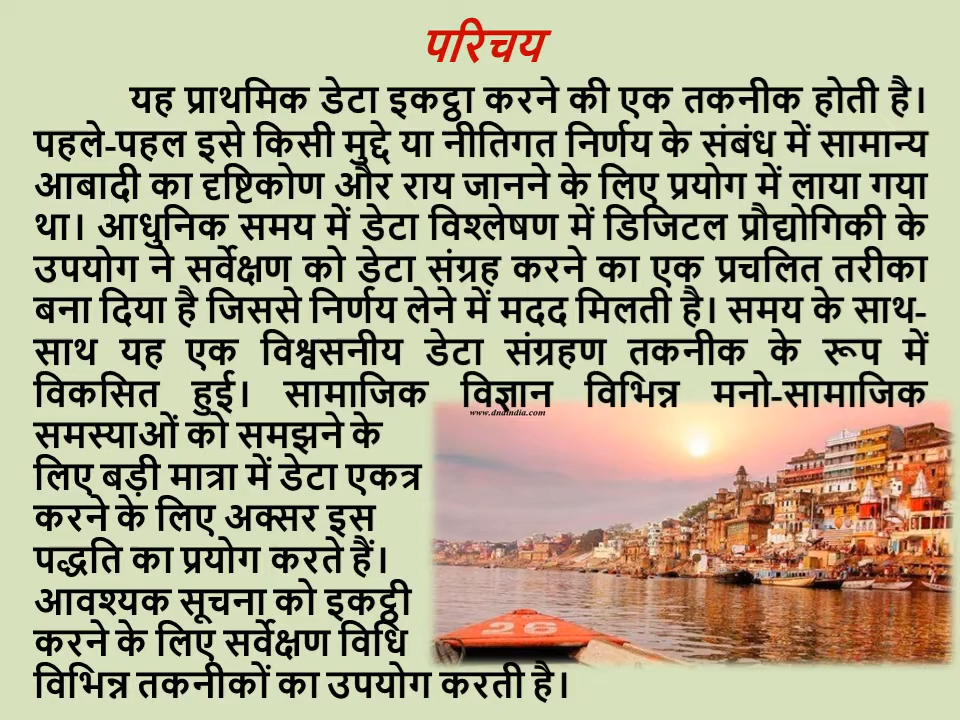 परिचय
यह प्राथमिक डेटा इकट्ठा करने की एक तकनीक होती है।
पहले-पहल इसे किसी मुद्दे या नीतिगत निर्णय के संबंध में सामान्य
आबादी का दृष्टिकोण और राय जानने के लिए प्रयोग में लाया गया
था। आधुनिक समय में डेटा विश्लेषण में डिजिटल प्रौद्योगिकी के
उपयोग ने सर्वेक्षण को डेटा संग्रह करने का एक प्रचलित तरीका
बना दिया है जिससे निर्णय लेने में मदद मिलती है। समय के साथ-
साथ यह एक विश्वसनीय डेटा संग्रहण तकनीक के रूप में
विकसित हुई। सामाजिक विज्ञान विभिन्न मनो-सामाजिक
www.dndindia.com
समस्याओं को समझने के
लिए बड़ी मात्रा में डेटा एकत्र
करने के लिए अक्सर इस
पद्धति का प्रयोग करते हैं।
आवश्यक सूचना को इकट्ठी
करने के लिए सर्वेक्षण विधि
26
विभिन्न तकनीकों का उपयोग करती है।